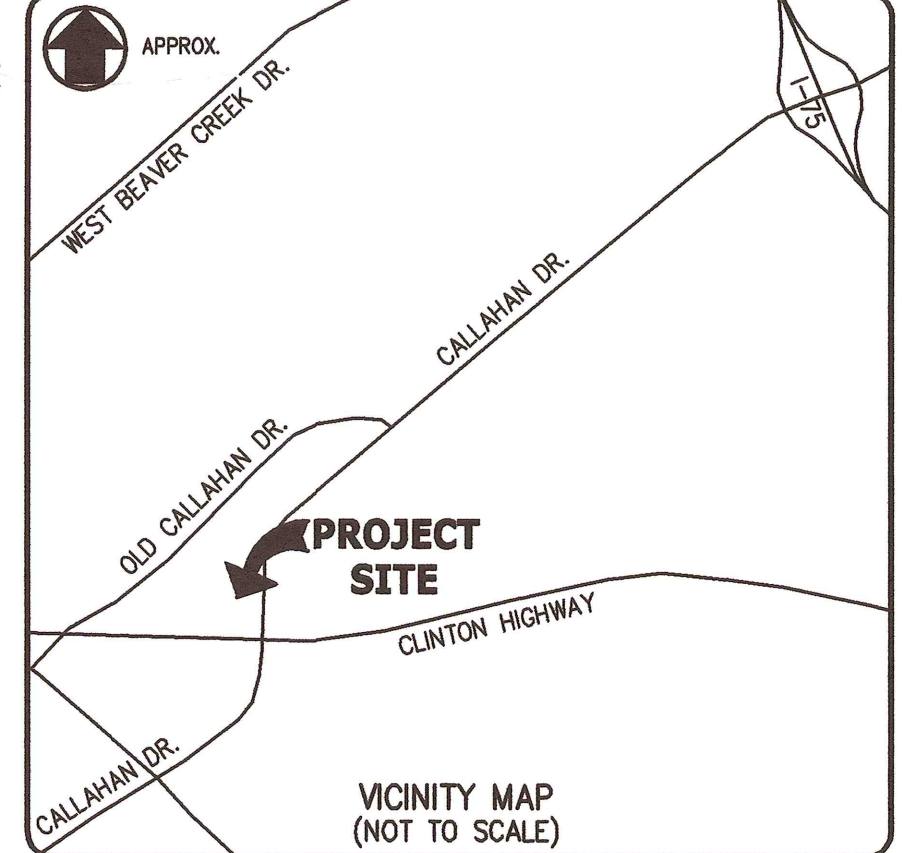 APPROX.
WEST BEAVER CREEK DR.
I-75
CALLAHAN DR.
OLD CALLAHAN DR.
PROJECT
SITE
CLINTON HIGHWAY
CALLAHAN DR.
VICINITY MAP
(NOT TO SCALE)